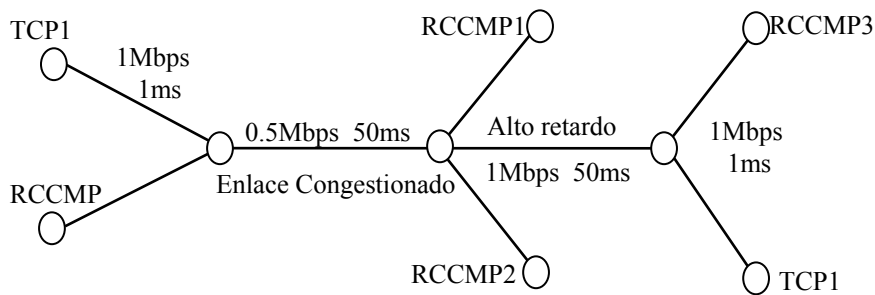 TCP1
1Mbps
1ms
RCCMP
0.5Mbps 50ms
Enlace Congestionado
RCCMP1
Alto retardo
1Mbps 50ms
RCCMP2
RCCMP3
1Mbps
1ms
TCP1